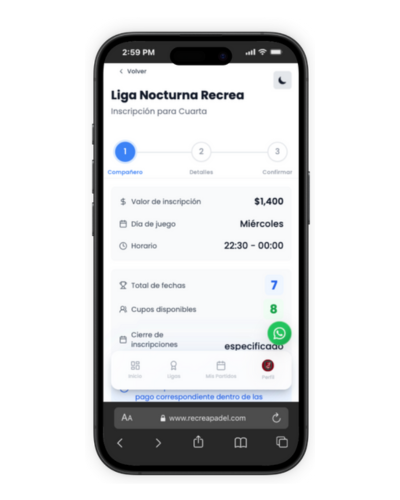 2:59 PM
Volver
Liga Nocturna Recrea
Inscripción para Cuarta
1
2
3
Compañero
Detalles
Confirmar
Valor de inscripción $1,400
Día de juego Miércoles
Horario 22:30 - 00:00
Total de fechas 7
Cupos disponibles 8
Cierre de
inscripciones
especificado
Inicio
Ligas
Mis Partidos
Perfil
pago correspondiente dentro de las
AA www.recreapadel.com